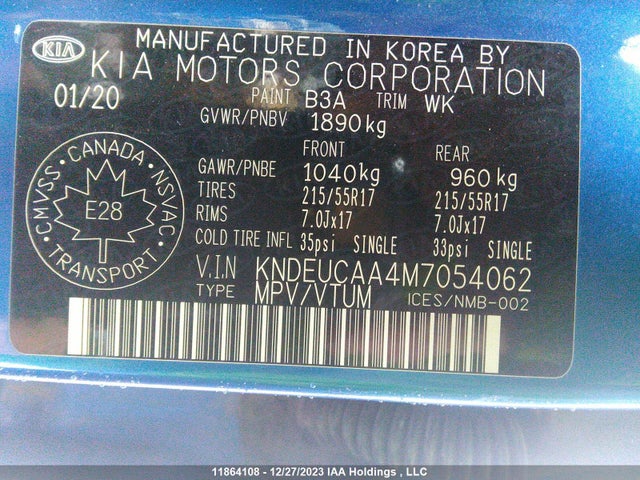 KIA
MANUFACTURED IN KOREA BY
KIA MOTORS CORPORATION
01/20 PAINT B3A TRIM WK
GVWR/PNBV 1890kg
FRONT REAR
GAWR/PNBE 1040kg 960kg
TIRES 215/55R17 215/55R17
RIMS 7.0Jx17 7.0Jx17
COLD TIRE INFL 35psi SINGLE 33psi SINGLE
V.I.N KNDEUCAA4M7054062
TYPE MPV/VTUM ICES/NMB-002
CMVSS • CANADA • NSVAC • TRANSPORT •
E28
11864108 - 12/27/2023 IAA Holdings , LLC